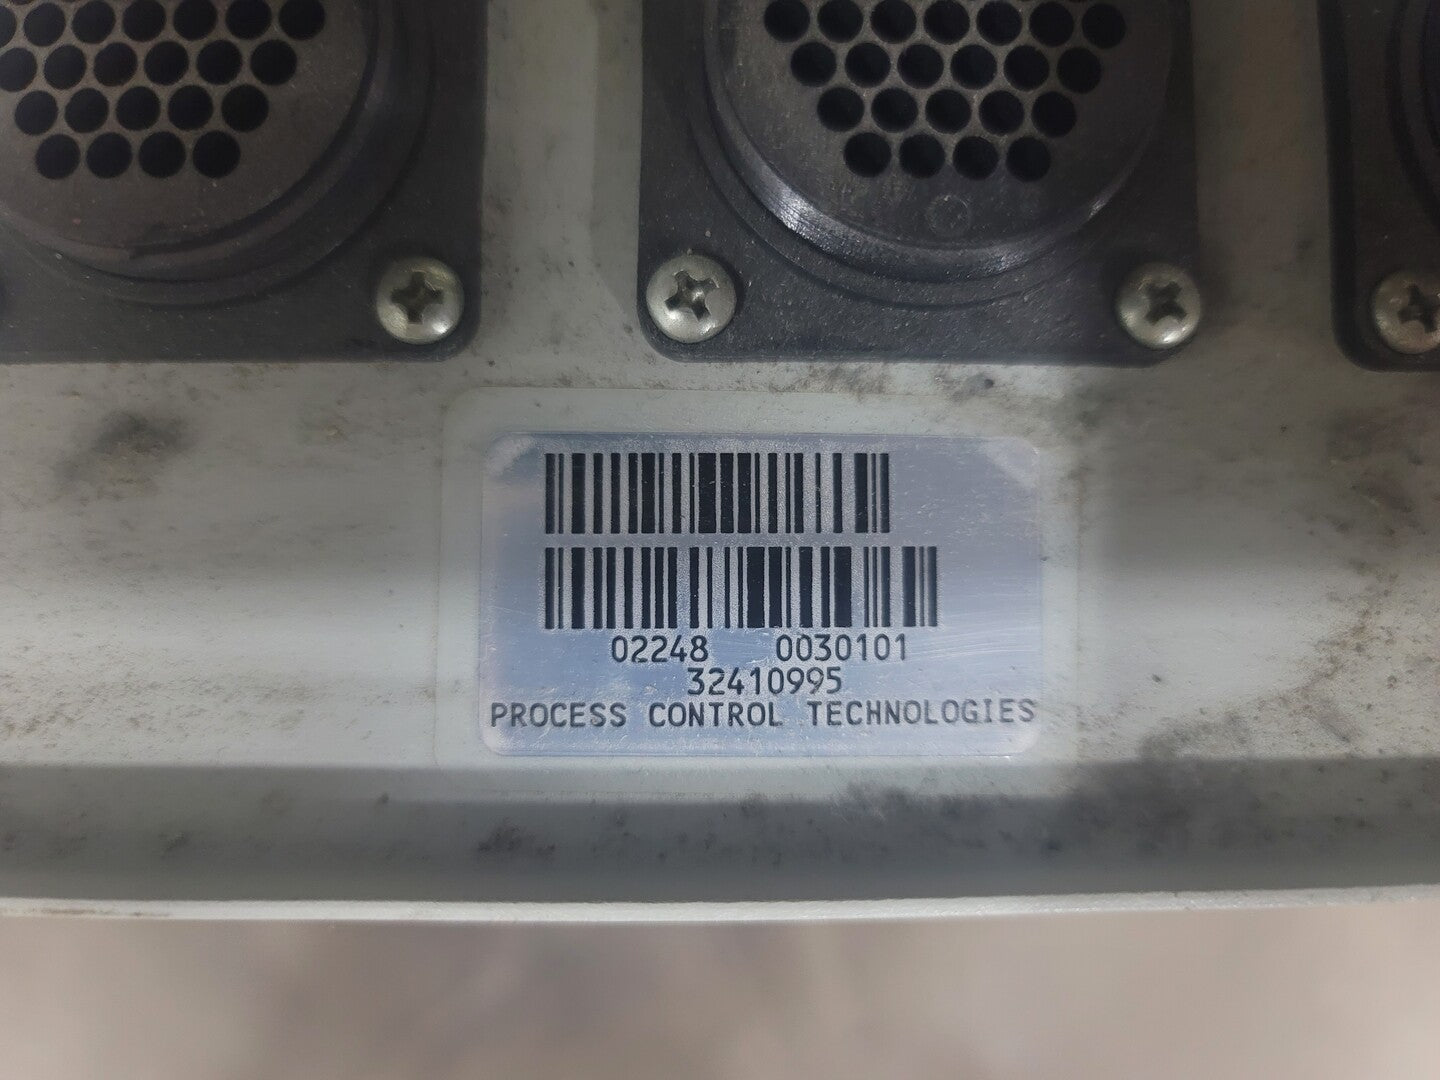 02248 0030101
32410995
PROCESS CONTROL TECHNOLOGIES